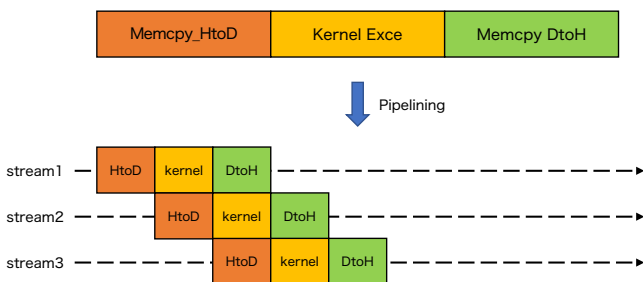 Memcpy_HtoD Kernel Exce Memcpy DtoH
Pipelining
stream1 HtoD kernel DtoH
stream2 HtoD kernel DtoH
stream3 HtoD kernel DtoH